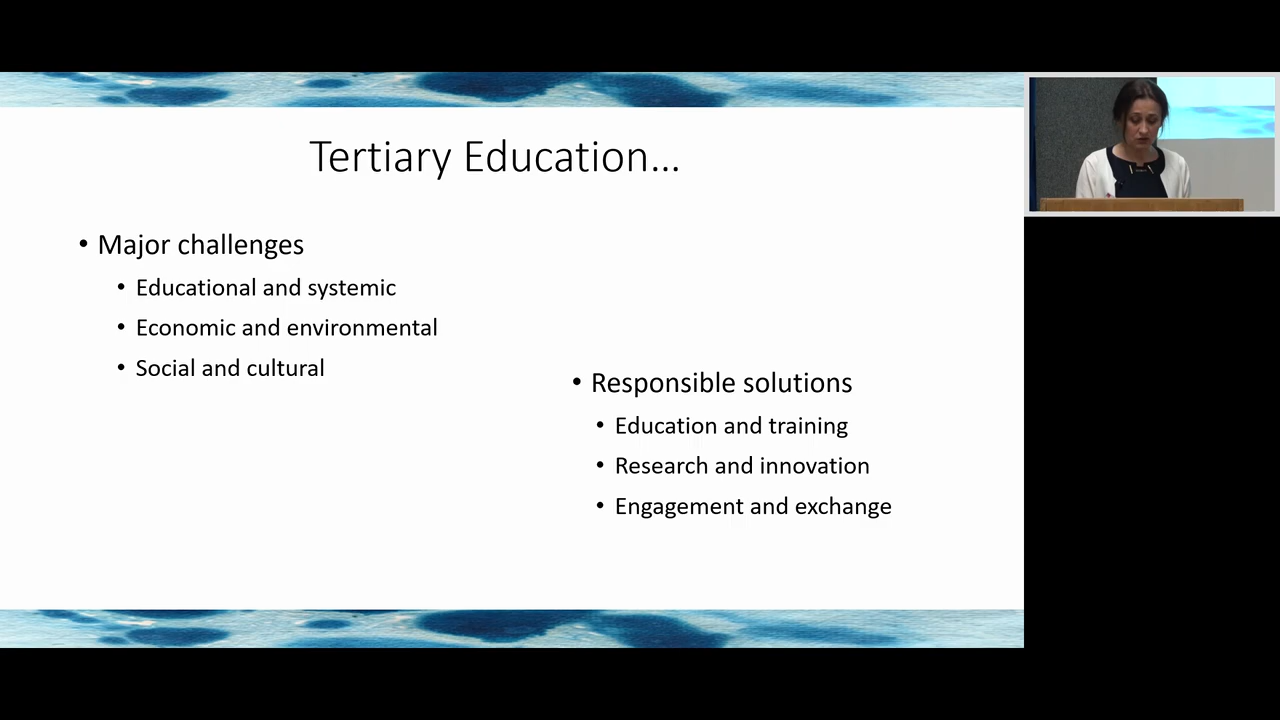 Tertiary Education...
• Major challenges
• Educational and systemic
• Economic and environmental
• Social and cultural
• Responsible solutions
• Education and training
• Research and innovation
• Engagement and exchange